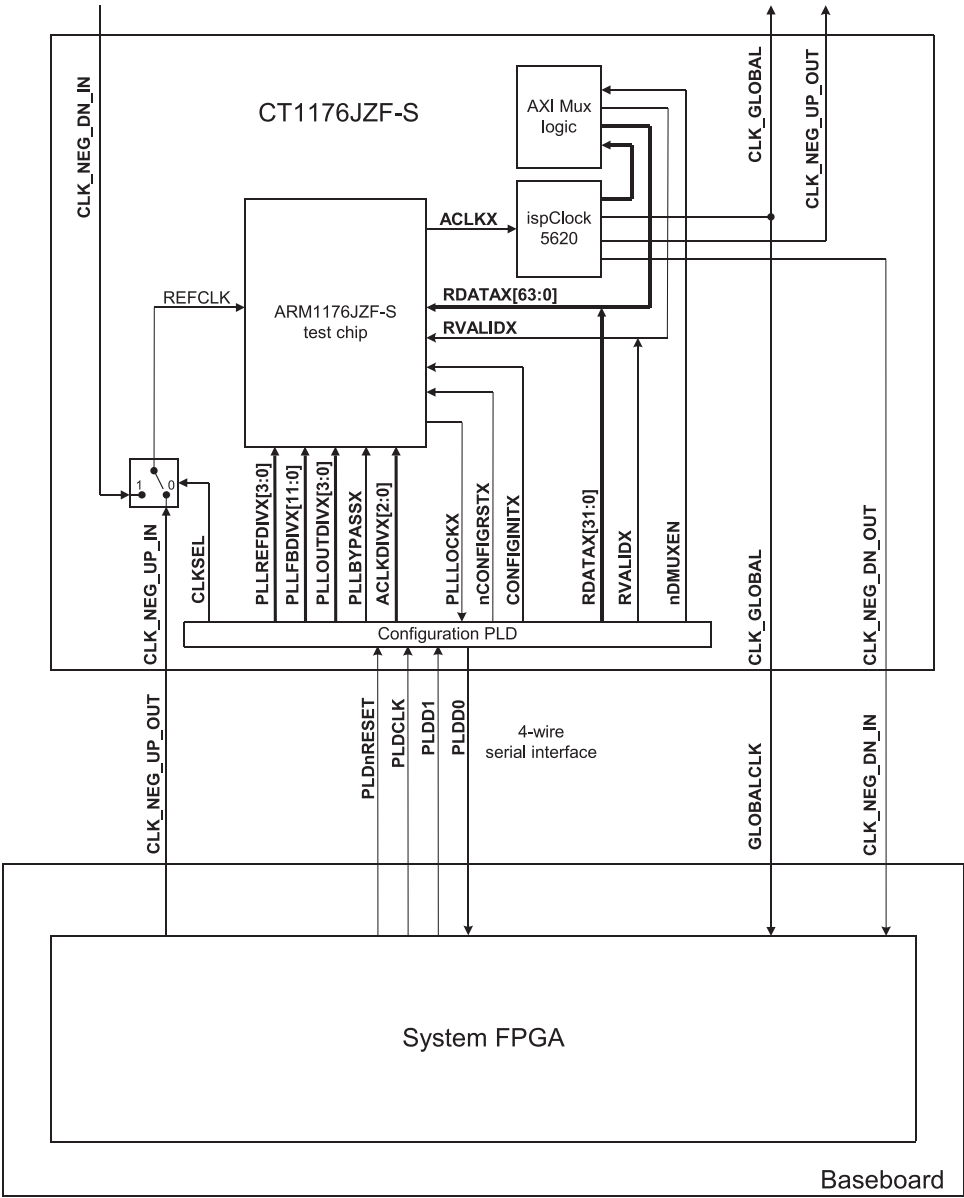 CLK_NEG_DN_IN
CT1176JZF-S
AXI Mux
logic
CLK_GLOBAL
CLK_NEG_UP_OUT
ACLKX
ispClock
5620
REFCLK
ARM1176JZF-S
test chip
RDATAX[63:0]
RVALIDX
1
0
CLK_NEG_UP_IN
CLKSEL
PLLREFDIVX[3:0]
PLLFBDIVX[11:0]
PLLOUTDIVX[3:0]
PLLBYPASSX
ACLKDIVX[2:0]
PLLLOCKX
nCONFIGRSTX
CONFIGINITX
RDATAX[31:0]
RVALIDX
nDMUXEN
CLK_GLOBAL
CLK_NEG_DN_OUT
Configuration PLD
CLK_NEG_UP_OUT
PLDnRESET
PLDCLK
PLDD1
PLDD0
4-wire
serial interface
GLOBALCLK
CLK_NEG_DN_IN
System FPGA
Baseboard